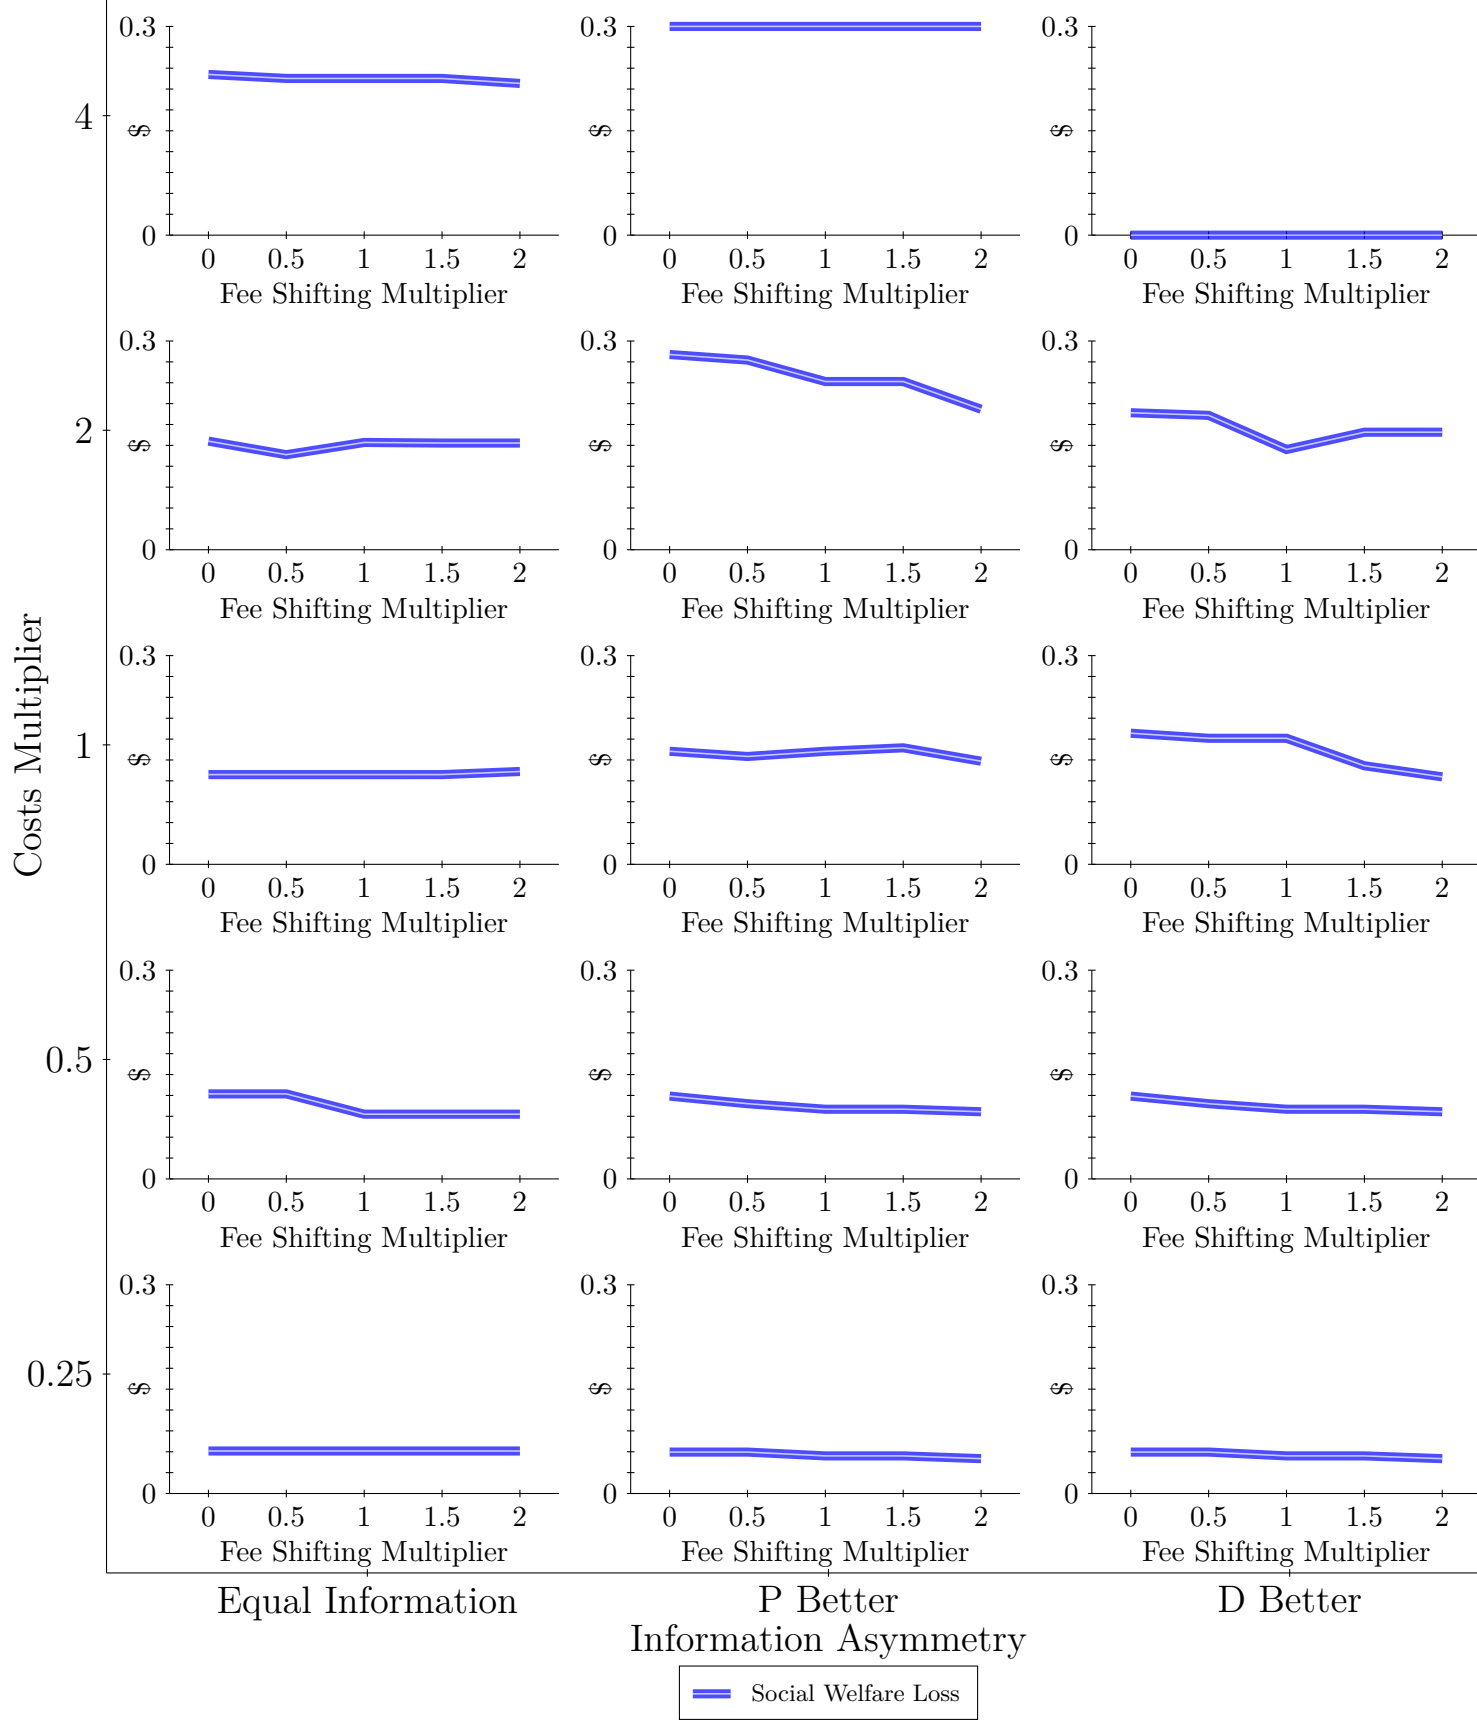 0.3 0.3 0.3
4 $ $ $
0 0 0
0 0.5 1 1.5 2 0 0.5 1 1.5 2 0 0.5 1 1.5 2
Fee Shifting Multiplier Fee Shifting Multiplier Fee Shifting Multiplier
0.3 0.3 0.3
2 $ $ $
0 0 0
0 0.5 1 1.5 2 0 0.5 1 1.5 2 0 0.5 1 1.5 2
Fee Shifting Multiplier Fee Shifting Multiplier Fee Shifting Multiplier
Costs Multiplier
0.3 0.3 0.3
1 $ $ $
0 0 0
0 0.5 1 1.5 2 0 0.5 1 1.5 2 0 0.5 1 1.5 2
Fee Shifting Multiplier Fee Shifting Multiplier Fee Shifting Multiplier
0.3 0.3 0.3
0.5 $ $ $
0 0 0
0 0.5 1 1.5 2 0 0.5 1 1.5 2 0 0.5 1 1.5 2
Fee Shifting Multiplier Fee Shifting Multiplier Fee Shifting Multiplier
0.3 0.3 0.3
0.25 $ $ $
0 0 0
0 0.5 1 1.5 2 0 0.5 1 1.5 2 0 0.5 1 1.5 2
Fee Shifting Multiplier Fee Shifting Multiplier Fee Shifting Multiplier
Equal Information P Better D Better
Information Asymmetry
Social Welfare Loss